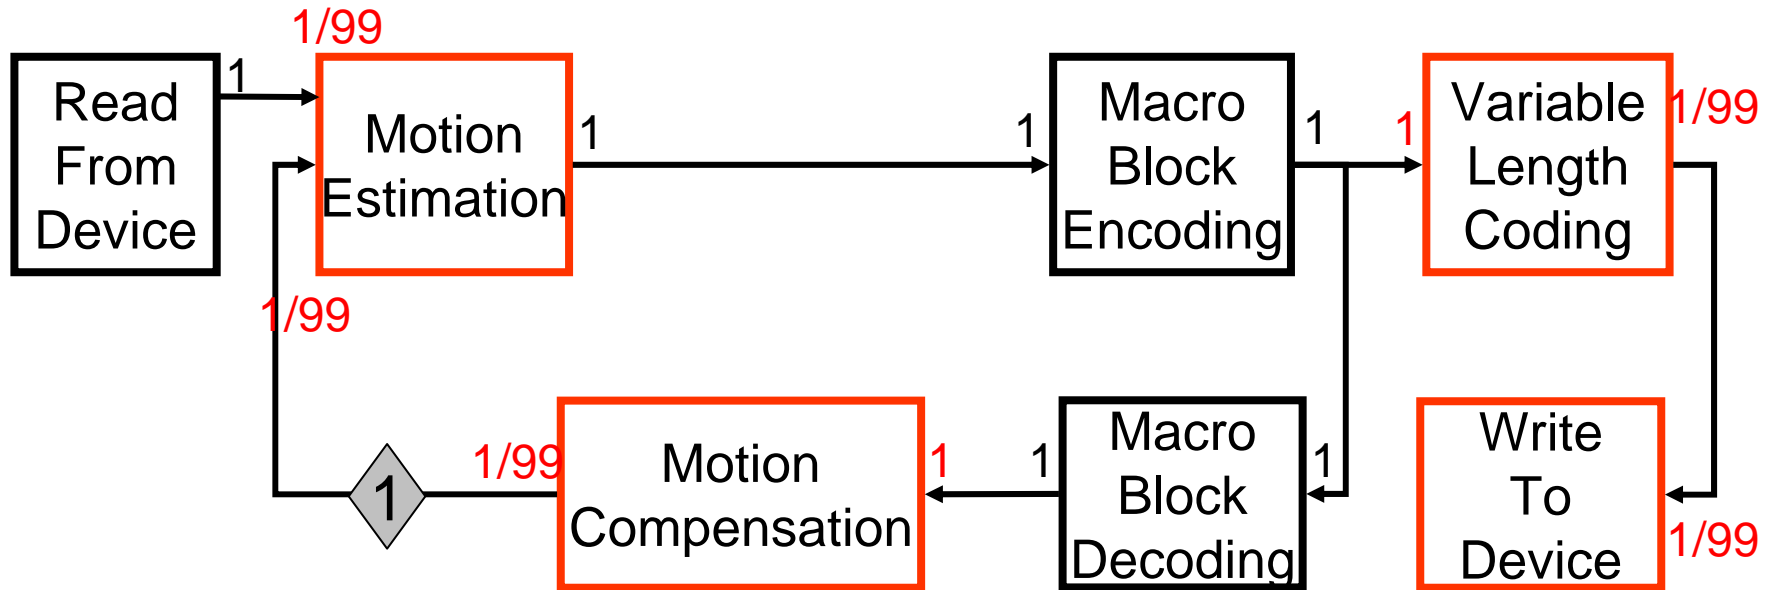 1/99
Read
From
Device
1
Motion
Estimation
1
1
Macro
Block
Encoding
1
1
Variable
Length
Coding
1/99
1/99
1
1/99
Motion
Compensation
1
1
Macro
Block
Decoding
1
Write
To
Device
1/99